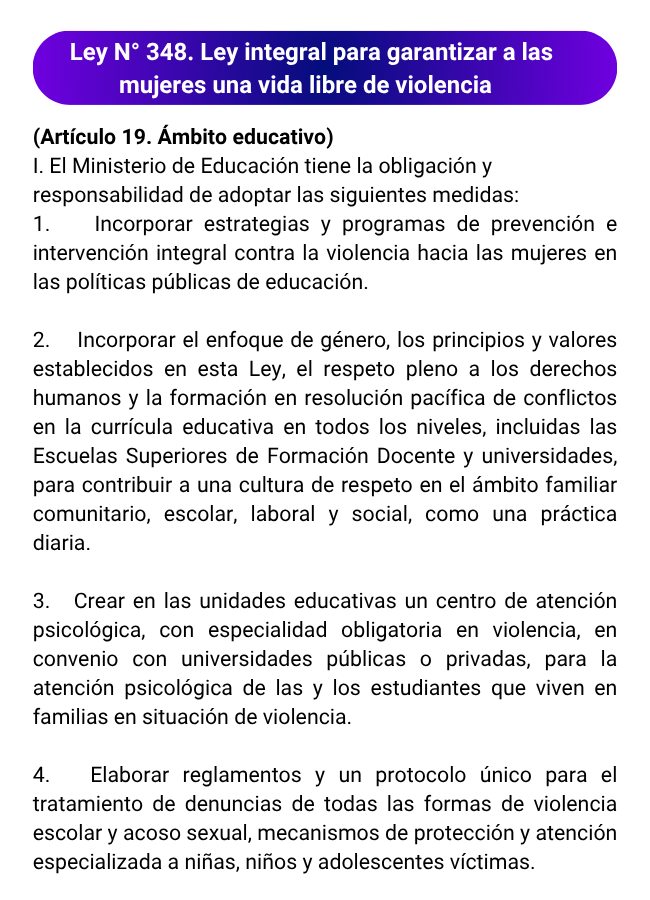 Ley N° 348. Ley integral para garantizar a las
mujeres una vida libre de violencia
(Artículo 19. Ámbito educativo)
I. El Ministerio de Educación tiene la obligación y
responsabilidad de adoptar las siguientes medidas:
1. Incorporar estrategias y programas de prevención e
intervención integral contra la violencia hacia las mujeres en
las políticas públicas de educación.
2. Incorporar el enfoque de género, los principios y valores
establecidos en esta Ley, el respeto pleno a los derechos
humanos y la formación en resolución pacífica de conflictos
en la currícula educativa en todos los niveles, incluidas las
Escuelas Superiores de Formación Docente y universidades,
para contribuir a una cultura de respeto en el ámbito familiar
comunitario, escolar, laboral y social, como una práctica
diaria.
3. Crear en las unidades educativas un centro de atención
psicológica, con especialidad obligatoria en violencia, en
convenio con universidades públicas o privadas, para la
atención psicológica de las y los estudiantes que viven en
familias en situación de violencia.
4. Elaborar reglamentos y un protocolo único para el
tratamiento de denuncias de todas las formas de violencia
escolar y acoso sexual, mecanismos de protección y atención
especializada a niñas, niños y adolescentes víctimas.